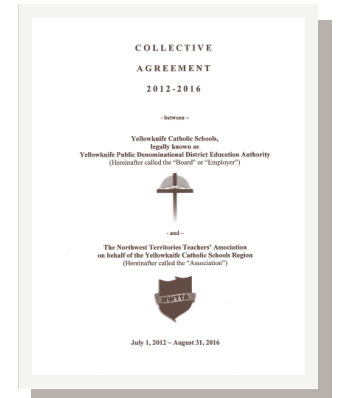 COLLECTIVE
AGREEMENT
2012-2016
- between –
Yellowknife Catholic Schools,
legally known as
Yellowknife Public Denominational District Education Authority
(Hereinafter called the “Board” or “Employer”)
- and –
The Northwest Territories Teachers’ Association
on behalf of the Yellowknife Catholic Schools Region
(Hereinafter called the “Association”)
NWTTA
July 1, 2012 – August 31, 2016